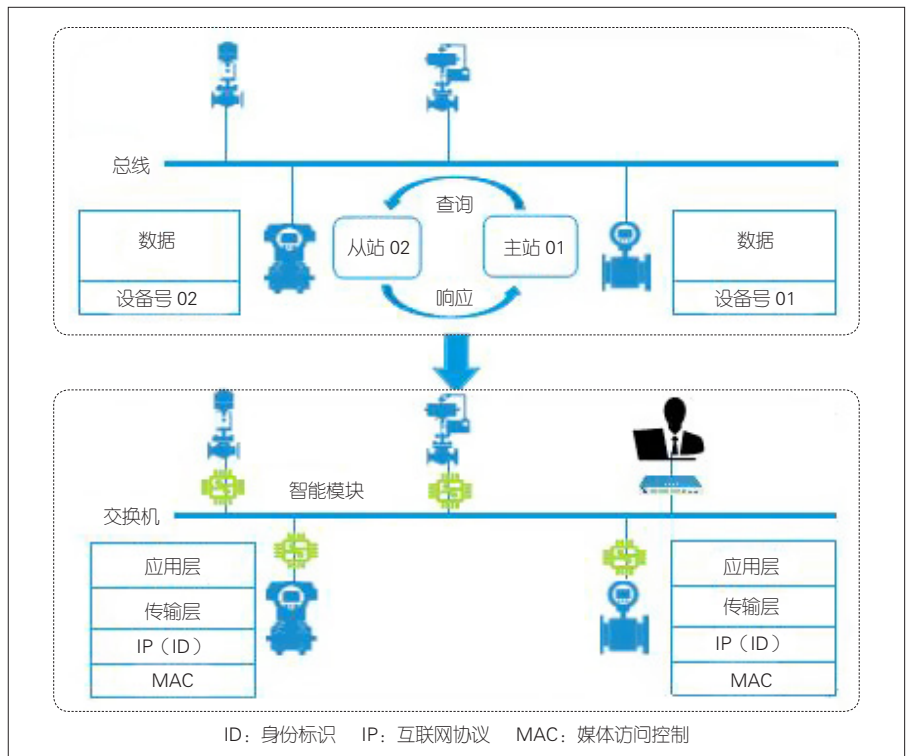 总线
查询
数据
从站 02
主站 01
数据
设备号 02
响应
设备号 01
智能模块
交换机
应用层
传输层
IP（ID）
MAC
应用层
传输层
IP（ID）
MAC
ID：身份标识 IP：互联网协议 MAC：媒体访问控制